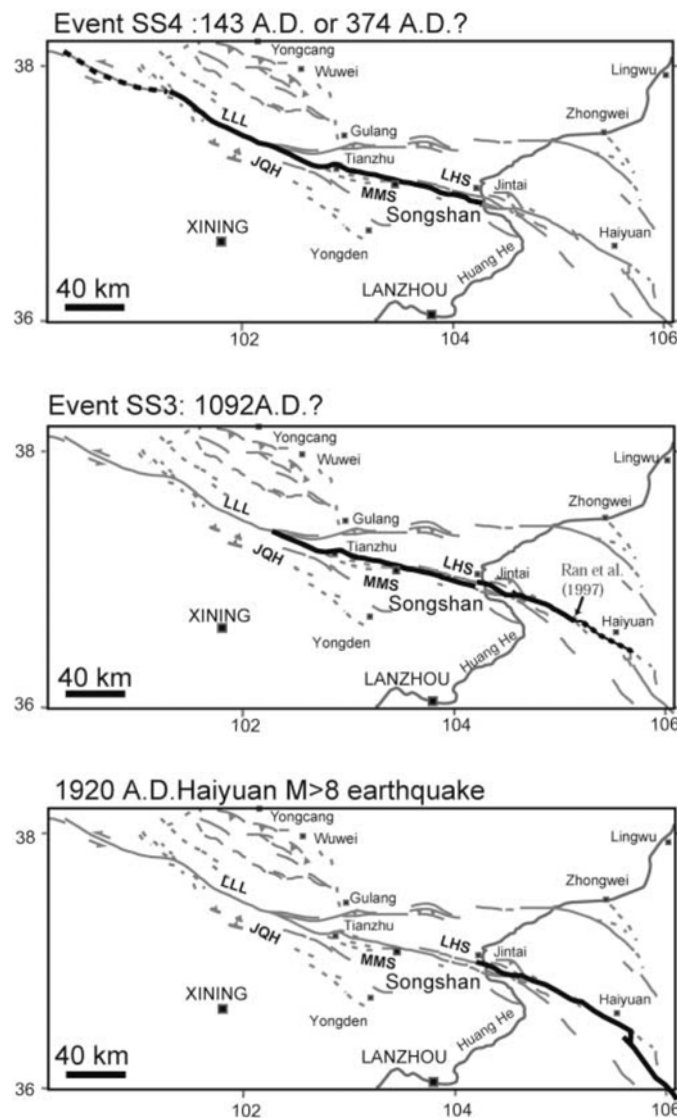 Event SS4 :143 A.D. or 374 A.D.?
38
Yongcang
Wuwei
Lingwu
Zhongwei
LLL
Gulang
Tianzhu
JQH
LHS
Jintai
MMS
Songshan
XINING
Yongden
Haiyuan
Huang He
40 km
LANZHOU
36
102
104
106
Event SS3: 1092A.D.?
38
Yongcang
Wuwei
Lingwu
Zhongwei
LLL
Gulang
Tianzhu
JQH
LHS
Jintai
Ran et al.
(1997)
MMS
Songshan
XINING
Yongden
Haiyuan
Huang He
40 km
LANZHOU
36
102
104
106
1920 A.D.Haiyuan M>8 earthquake
38
Yongcang
Wuwei
Lingwu
Zhongwei
LLL
Gulang
Tianzhu
JQH
LHS
Jintai
MMS
Songshan
XINING
Yongden
Haiyuan
Huang He
40 km
LANZHOU
36
102
104
106